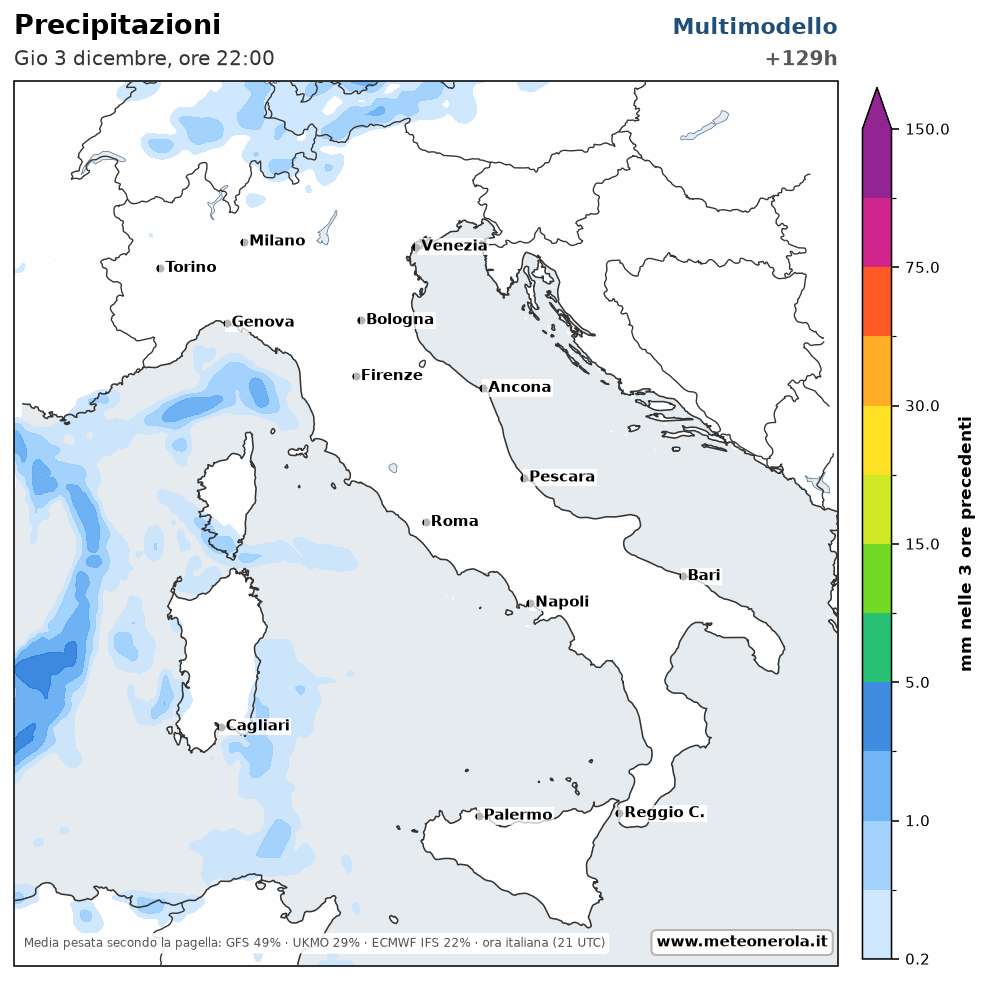 Precipitazioni
Multimodello
Gio 3 dicembre, ore 22:00
+129h
150.0
75.0
30.0
15.0
5.0
1.0
0.2
mm nelle 3 ore precedenti
Milano
Venezia
Torino
Genova
Bologna
Firenze
Ancona
Pescara
Roma
Bari
Napoli
Cagliari
Palermo
Reggio C.
Media pesata secondo la pagella: GFS 49% · UKMO 29% · ECMWF IFS 22% · ora italiana (21 UTC)
www.meteonerola.it